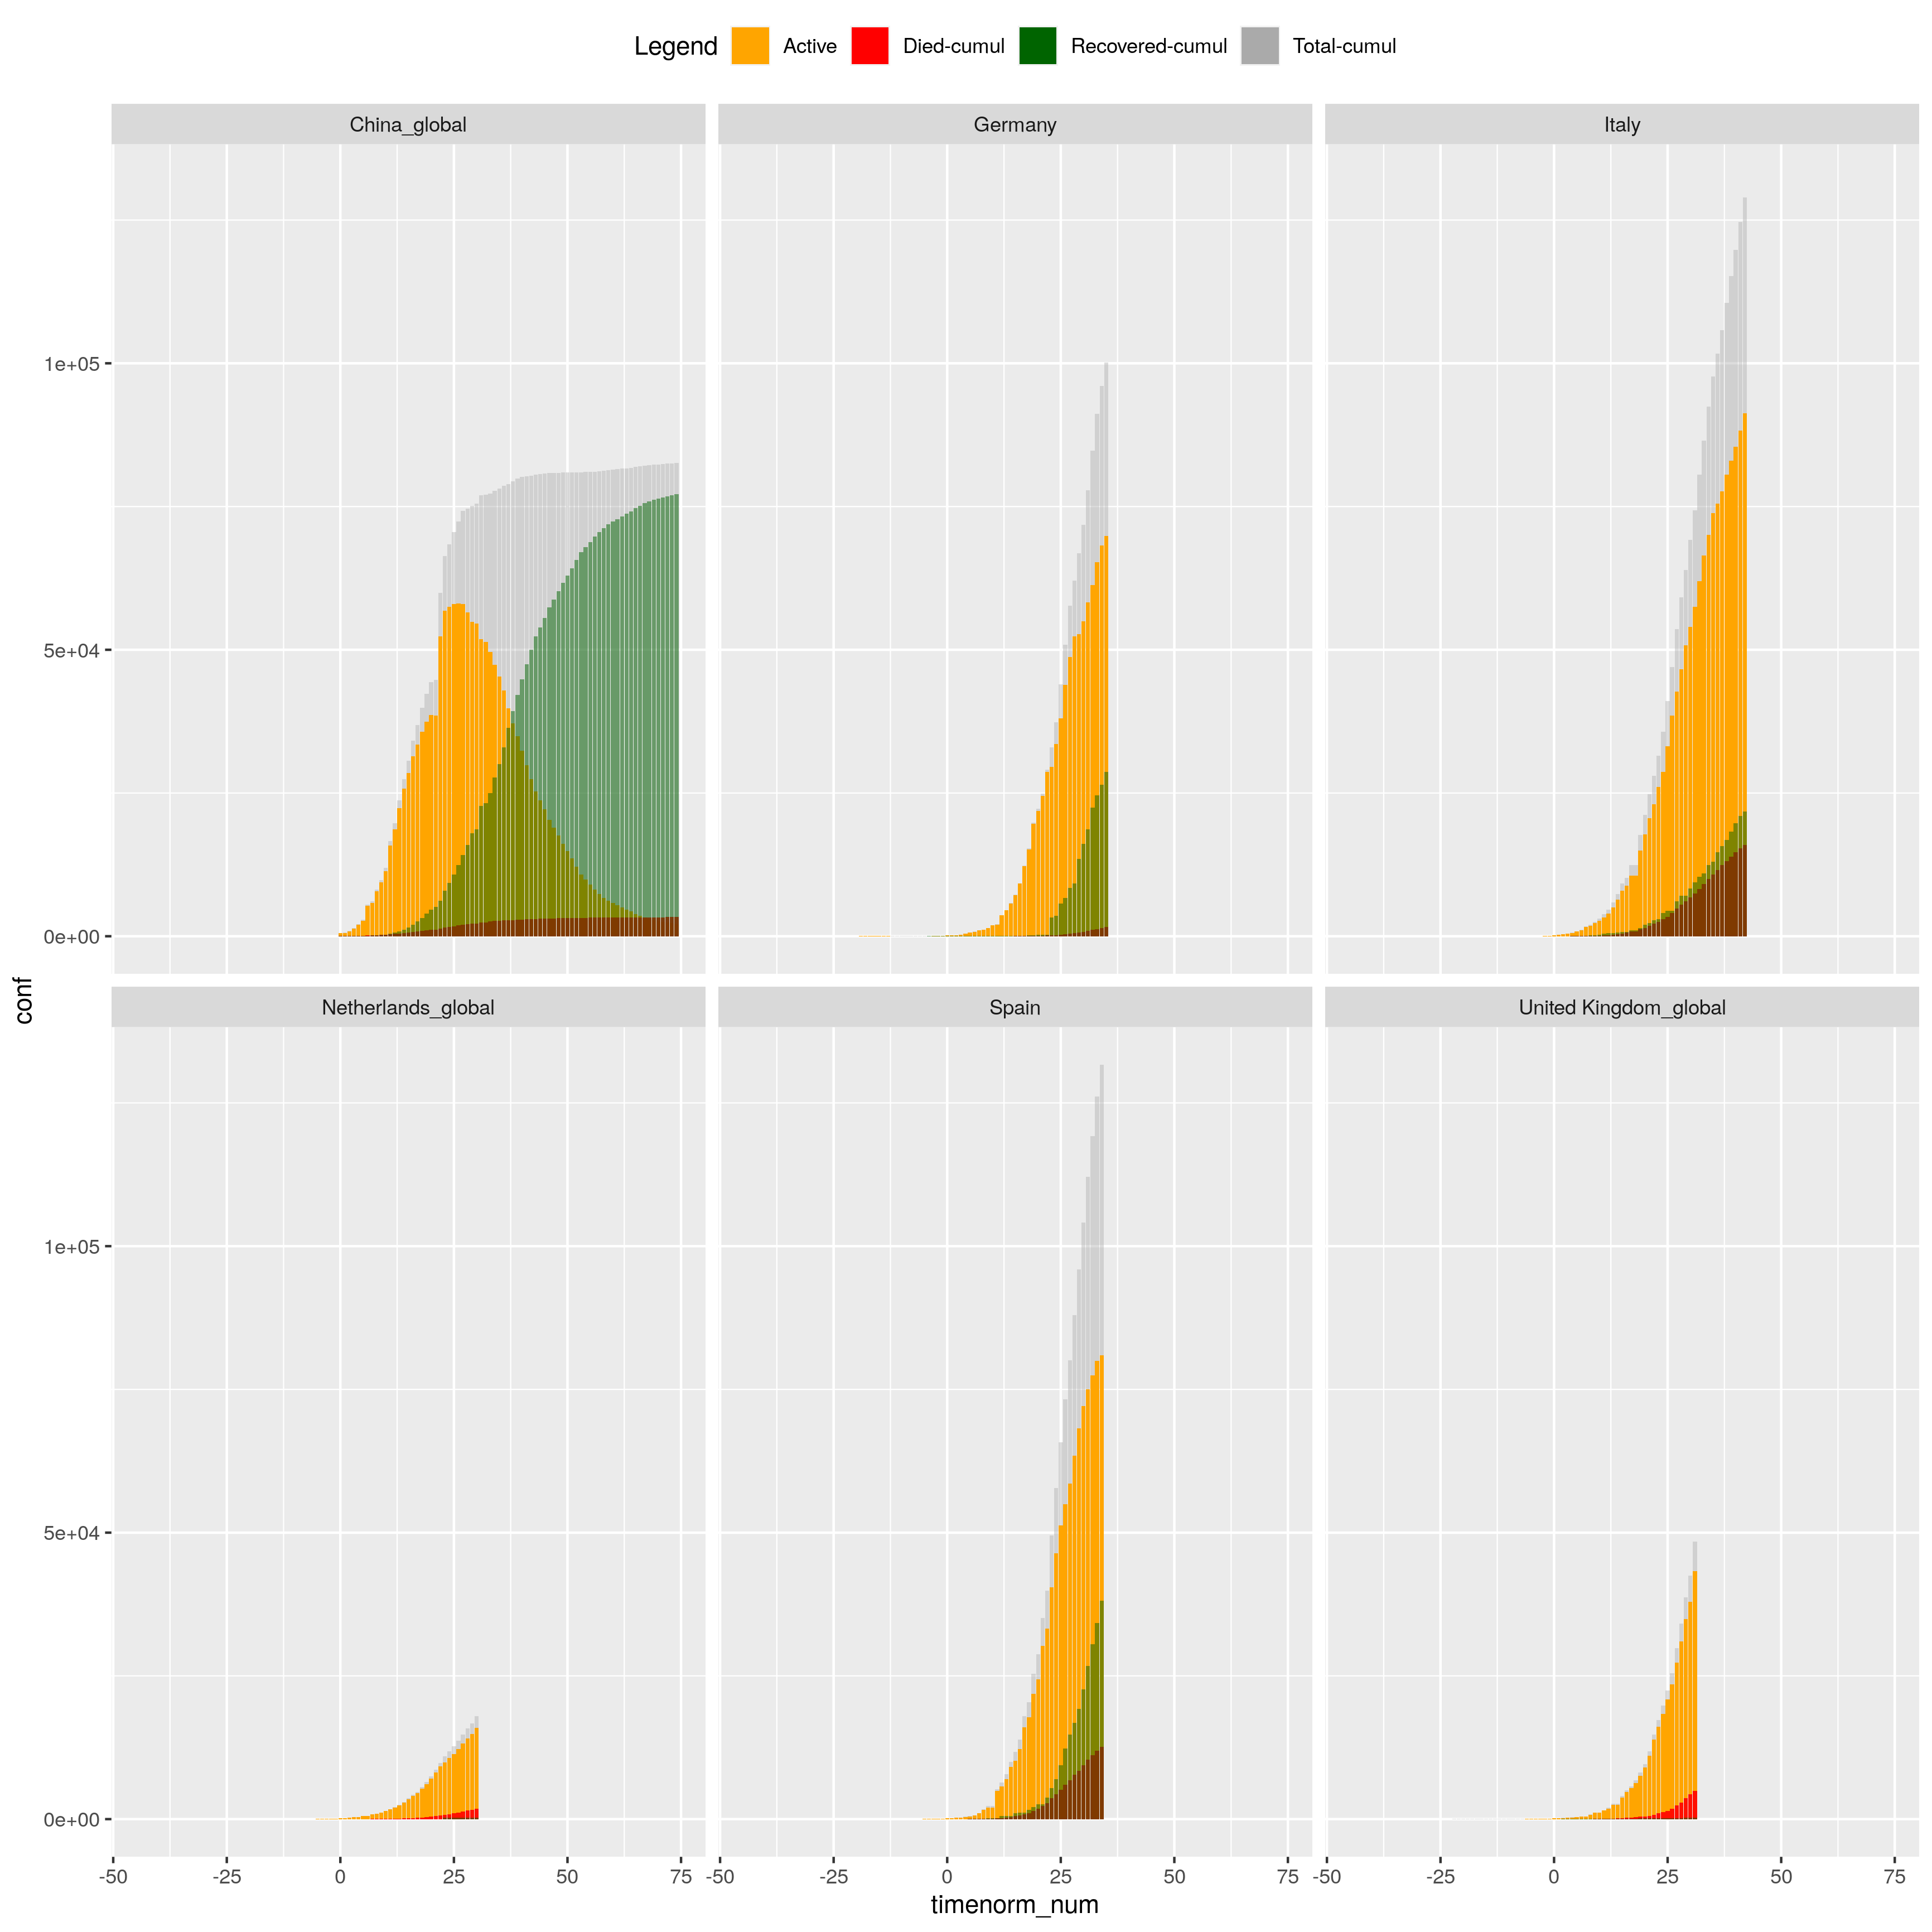 Legend Active Died-cumul Recovered-cumul Total-cumul
China_global Germany Italy
1e+05
5e+04
0e+00
conf
Netherlands_global Spain United Kingdom_global
1e+05
5e+04
0e+00
-50 -25 0 25 50 75 -50 -25 0 25 50 75 -50 -25 0 25 50 75
timenorm_num